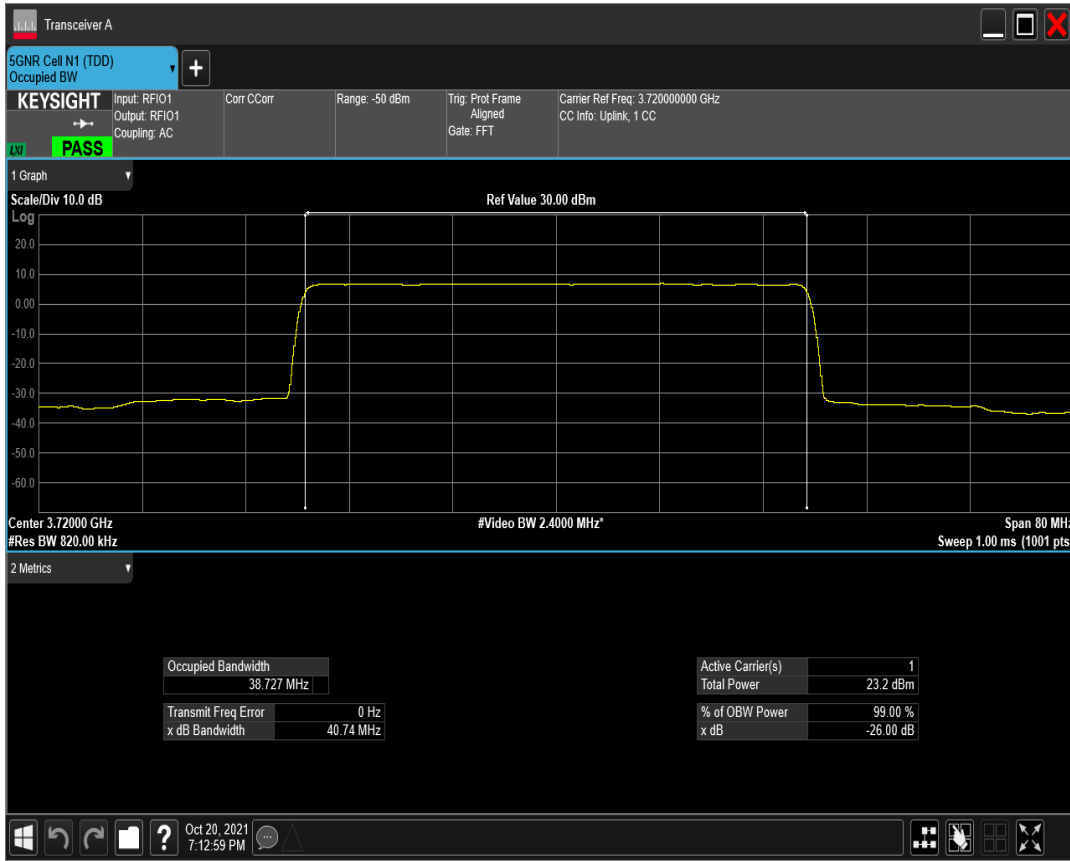 Transceiver A
5GNR Cell N1 (TDD)
Occupied BW
+
KEYSIGHT
LXI
PASS
Input: RFIO1
Output: RFIO1
Coupling: AC
Corr CCorr
Range: -50 dBm
Trig: Prot Frame
Aligned
Gate: FFT
Carrier Ref Freq: 3.720000000 GHz
CC Info: Uplink, 1 CC
1 Graph
Scale/Div 10.0 dB
Ref Value 30.00 dBm
Log
20.0
10.0
0.00
-10.0
-20.0
-30.0
-40.0
-50.0
-60.0
Center 3.72000 GHz
#Video BW 2.4000 MHz*
Span 80 MHz
#Res BW 820.00 kHz
Sweep 1.00 ms (1001 pts
2 Metrics
Occupied Bandwidth
38.727 MHz
Transmit Freq Error 0 Hz
x dB Bandwidth 40.74 MHz
Active Carrier(s) 1
Total Power 23.2 dBm
% of OBW Power 99.00 %
x dB -26.00 dB
?
Oct 20, 2021
7:12:59 PM